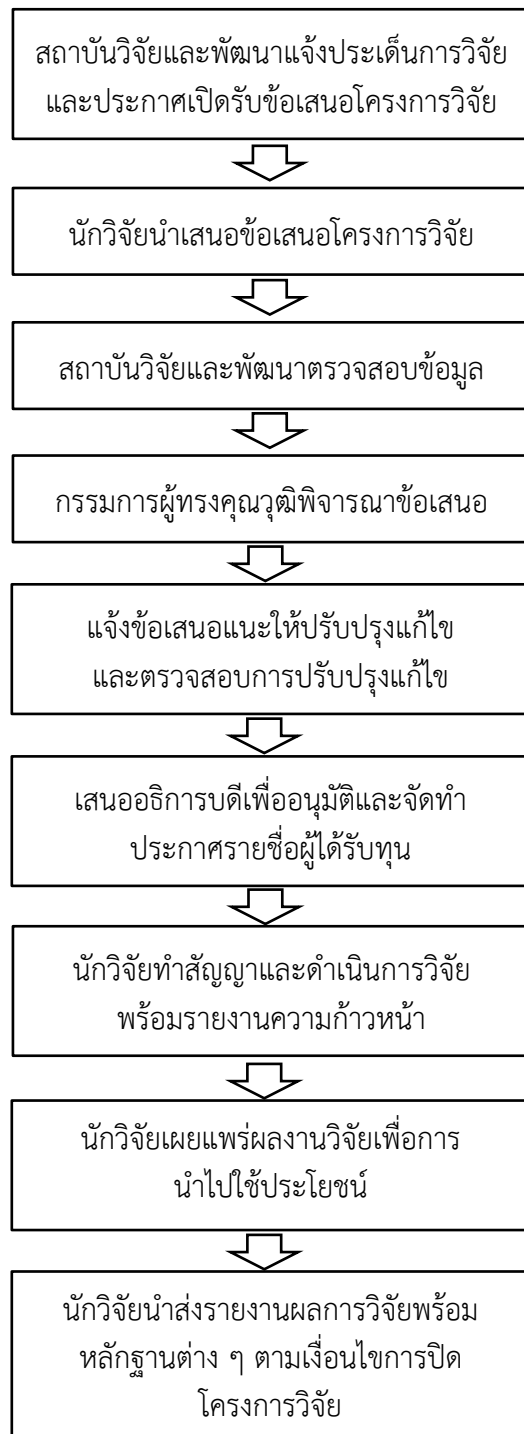 สถาบันวิจัยและพัฒนาแจ้งประเด็นการวิจัย
และประกาศเปิดรับข้อเสนอโครงการวิจัย
นักวิจัยนำเสนอข้อเสนอโครงการวิจัย
สถาบันวิจัยและพัฒนาตรวจสอบข้อมูล
กรรมการผู้ทรงคุณวุฒิพิจารณาข้อเสนอ
แจ้งข้อเสนอแนะให้ปรับปรุงแก้ไข
และตรวจสอบการปรับปรุงแก้ไข
เสนออธิการบดีเพื่ออนุมัติและจัดทำ
ประกาศรายชื่อผู้ได้รับทุน
นักวิจัยทำสัญญาและดำเนินการวิจัย
พร้อมรายงานความก้าวหน้า
นักวิจัยเผยแพร่ผลงานวิจัยเพื่อการ
นำไปใช้ประโยชน์
นักวิจัยนำส่งรายงานผลการวิจัยพร้อม
หลักฐานต่าง ๆ ตามเงื่อนไขการปิด
โครงการวิจัย